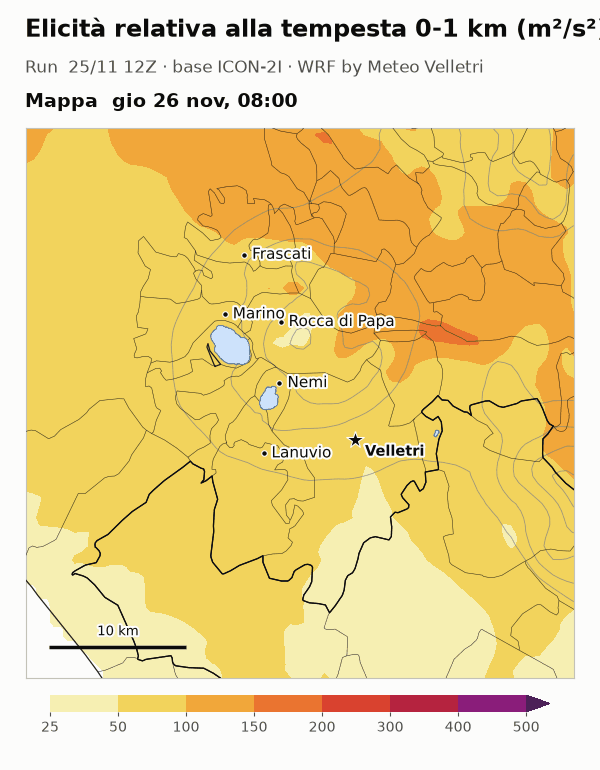 Elicità relativa alla tempesta 0-1 km (m²/s²)
Run  25/11 12Z · base ICON-2I · WRF by Meteo Velletri
Mappa  gio 26 nov, 08:00
Frascati
Marino
Rocca di Papa
Nemi
Velletri
Lanuvio
10 km
25 50 100 150 200 300 400 500